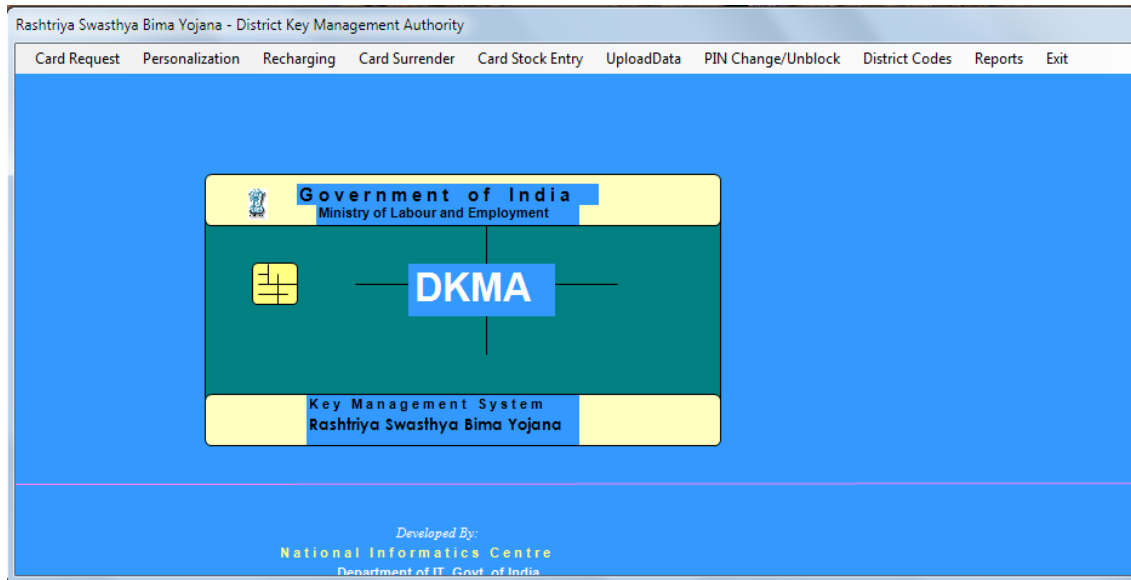 Rashtriya Swasthya Bima Yojana - District Key Management Authority
Card Request Personalization Recharging Card Surrender Card Stock Entry UploadData PIN Change/Unblock District Codes Reports Exit
Government of India
Ministry of Labour and Employment
DKMA
Key Management System
Rashtriya Swasthya Bima Yojana
Developed By:
National Informatics Centre
Department of IT, Govt. of India